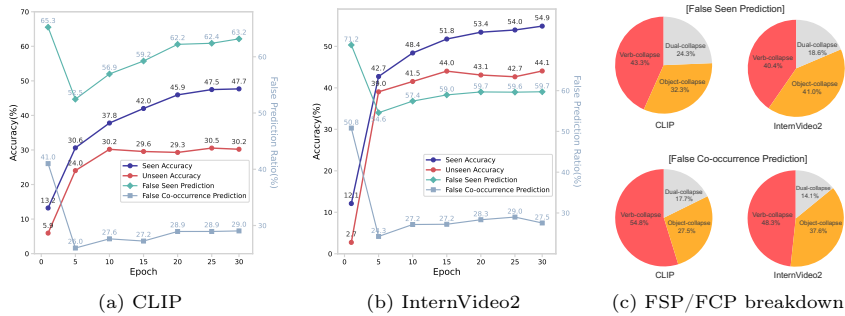 70
60
50
40
30
20
10
0
Accuracy(%)
65.3
52.5
56.9
59.2
62.2
62.4
63.2
30.6
37.8
42.0
45.9
47.5
47.7
5.9
24.0
30.2
29.6
29.3
30.5
30.2
41.0
26.0
27.6
27.2
28.9
28.9
29.0
Seen Accuracy
Unseen Accuracy
False Seen Prediction
False Co-occurrence Prediction
60
50
40
30
False Prediction Ratio(%)
0 5 10 15 20 25 30
Epoch
(a) CLIP
50
40
30
20
10
0
Accuracy(%)
71.2
54.6
57.4
59.0
59.7
59.6
59.7
12.1
42.7
48.4
51.8
53.4
54.0
54.9
2.7
39.0
41.5
44.0
43.1
42.7
44.1
50.8
24.3
27.2
27.2
28.3
29.0
27.5
Seen Accuracy
Unseen Accuracy
False Seen Prediction
False Co-occurrence Prediction
60
50
40
30
False Prediction Ratio(%)
0 5 10 15 20 25 30
Epoch
(b) InternVideo2
[False Seen Prediction]
Dual-collapse
24.3%
Verb-collapse
43.3%
Object-collapse
32.3%
CLIP
Dual-collapse
18.6%
Verb-collapse
40.4%
Object-collapse
41.0%
InternVideo2
[False Co-occurrence Prediction]
Dual-collapse
17.7%
Verb-collapse
54.8%
Object-collapse
27.5%
CLIP
Dual-collapse
14.1%
Verb-collapse
48.3%
Object-collapse
37.6%
InternVideo2
(c) FSP/FCP breakdown